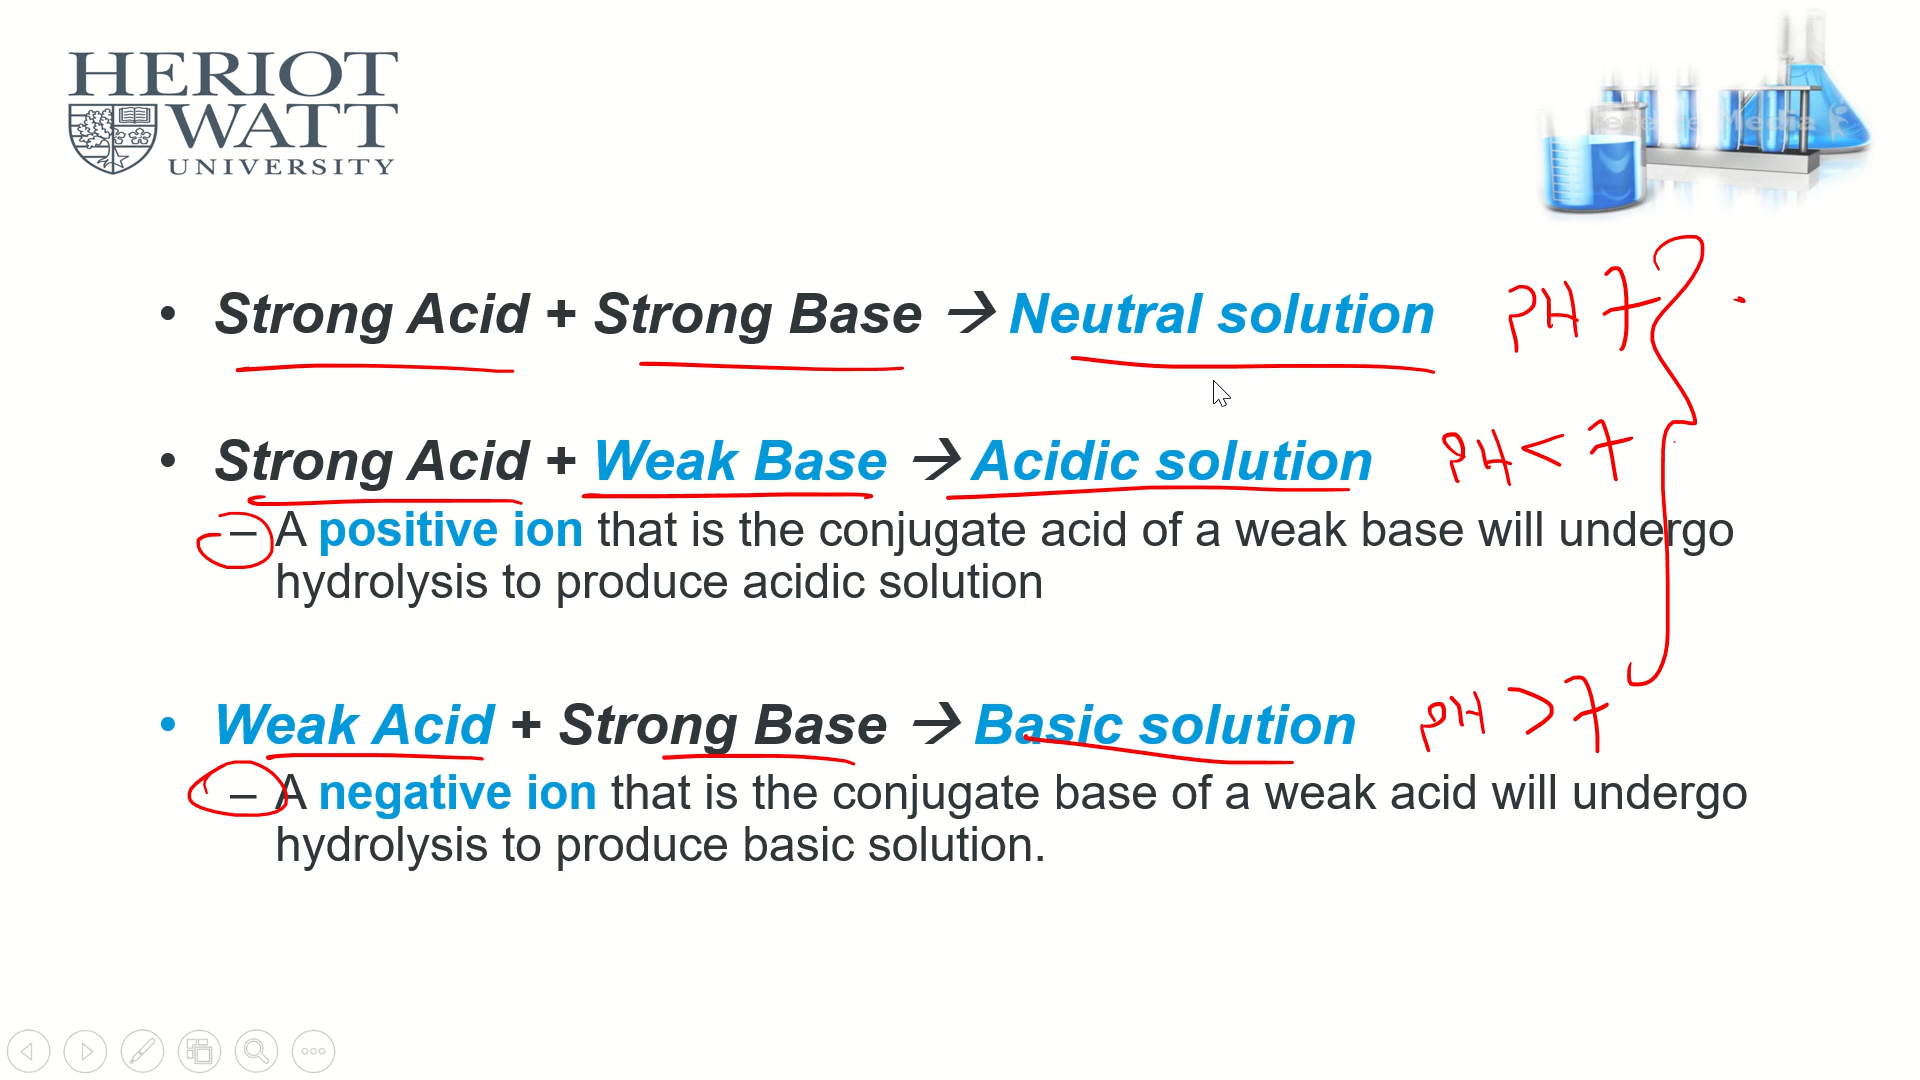 HERIOT
WATT
UNIVERSITY
• Strong Acid + Strong Base → Neutral solution PH 7
• Strong Acid + Weak Base → Acidic solution PH < 7
– A positive ion that is the conjugate acid of a weak base will undergo
hydrolysis to produce acidic solution
• Weak Acid + Strong Base → Basic solution PH > 7
– A negative ion that is the conjugate base of a weak acid will undergo
hydrolysis to produce basic solution.
Media